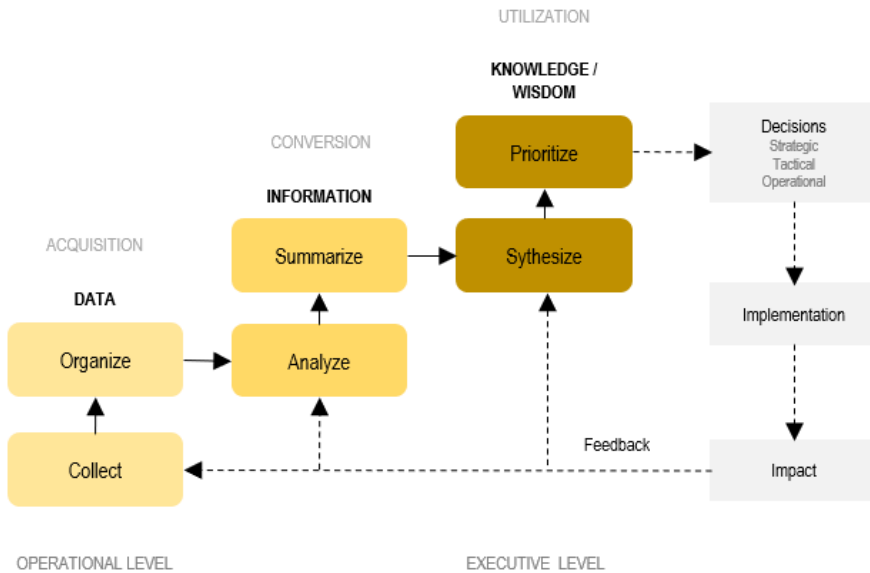 UTILIZATION
KNOWLEDGE /
WISDOM
Prioritize
Decisions
Strategic
Tactical
Operational
CONVERSION
INFORMATION
Summarize
Sythesize
ACQUISITION
DATA
Organize
Analyze
Implementation
Collect
Feedback
Impact
OPERATIONAL LEVEL
EXECUTIVE LEVEL